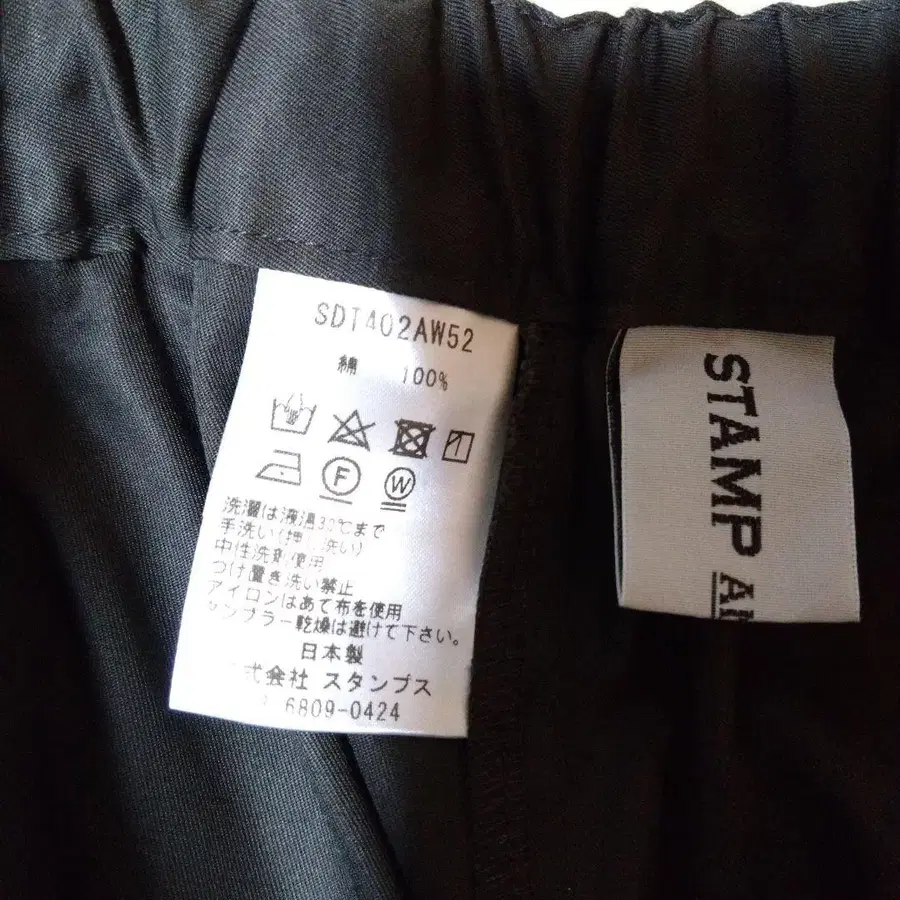 SDT402AW52
綿 100%
F W
洗濯は液温30℃まで
手洗い(押し洗い)
中性洗剤使用
つけ置き洗い禁止
アイロンはあて布を使用
タンブラー乾燥は避けて下さい。
日本製
式会社 スタンプス
6809-0424
STAMP AN